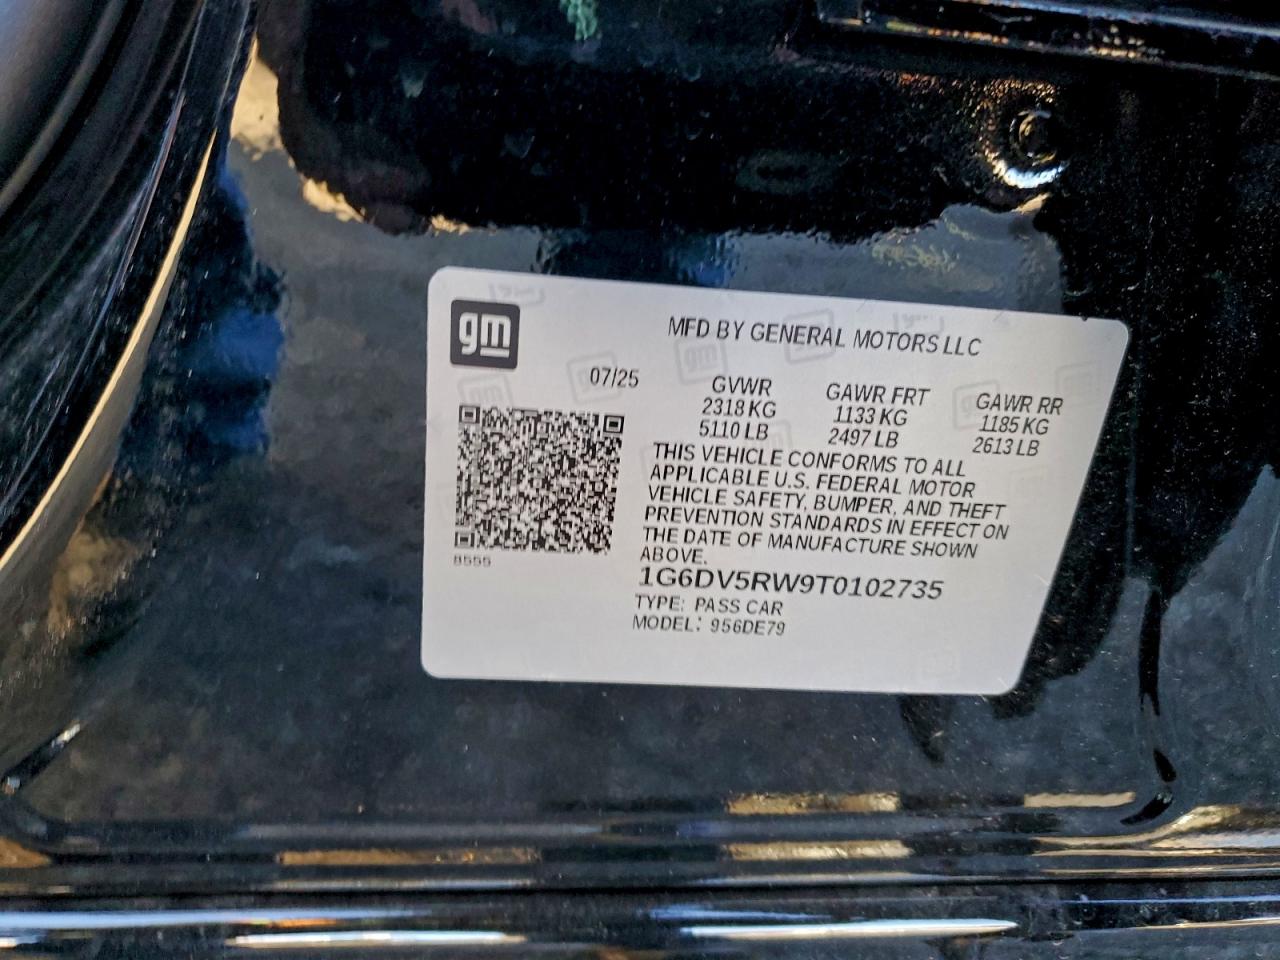 gm
MFD BY GENERAL MOTORS LLC
07/25
GVWR GAWR FRT GAWR RR
2318 KG 1133 KG 1185 KG
5110 LB 2497 LB 2613 LB
THIS VEHICLE CONFORMS TO ALL
APPLICABLE U.S. FEDERAL MOTOR
VEHICLE SAFETY, BUMPER, AND THEFT
PREVENTION STANDARDS IN EFFECT ON
THE DATE OF MANUFACTURE SHOWN
ABOVE.
8555
1G6DV5RW9T0102735
TYPE: PASS CAR
MODEL: 956DE79